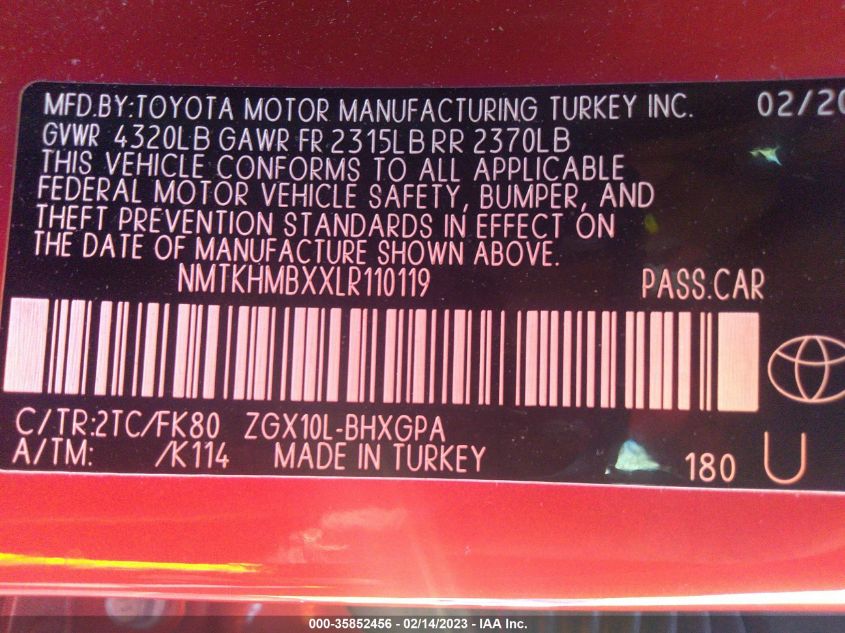 MFD.BY:TOYOTA MOTOR MANUFACTURING TURKEY INC. 02/20
GVWR 4320LB GAWR FR 2315LB RR 2370LB
THIS VEHICLE CONFORMS TO ALL APPLICABLE
FEDERAL MOTOR VEHICLE SAFETY, BUMPER, AND
THEFT PREVENTION STANDARDS IN EFFECT ON
THE DATE OF MANUFACTURE SHOWN ABOVE.
NMTKHMBXXLR110119 PASS.CAR
C/TR:2TC/FK80 ZGX10L-BHXGPA
A/TM: /K114 MADE IN TURKEY 180 U
000-35852456 - 02/14/2023 - IAA Inc.